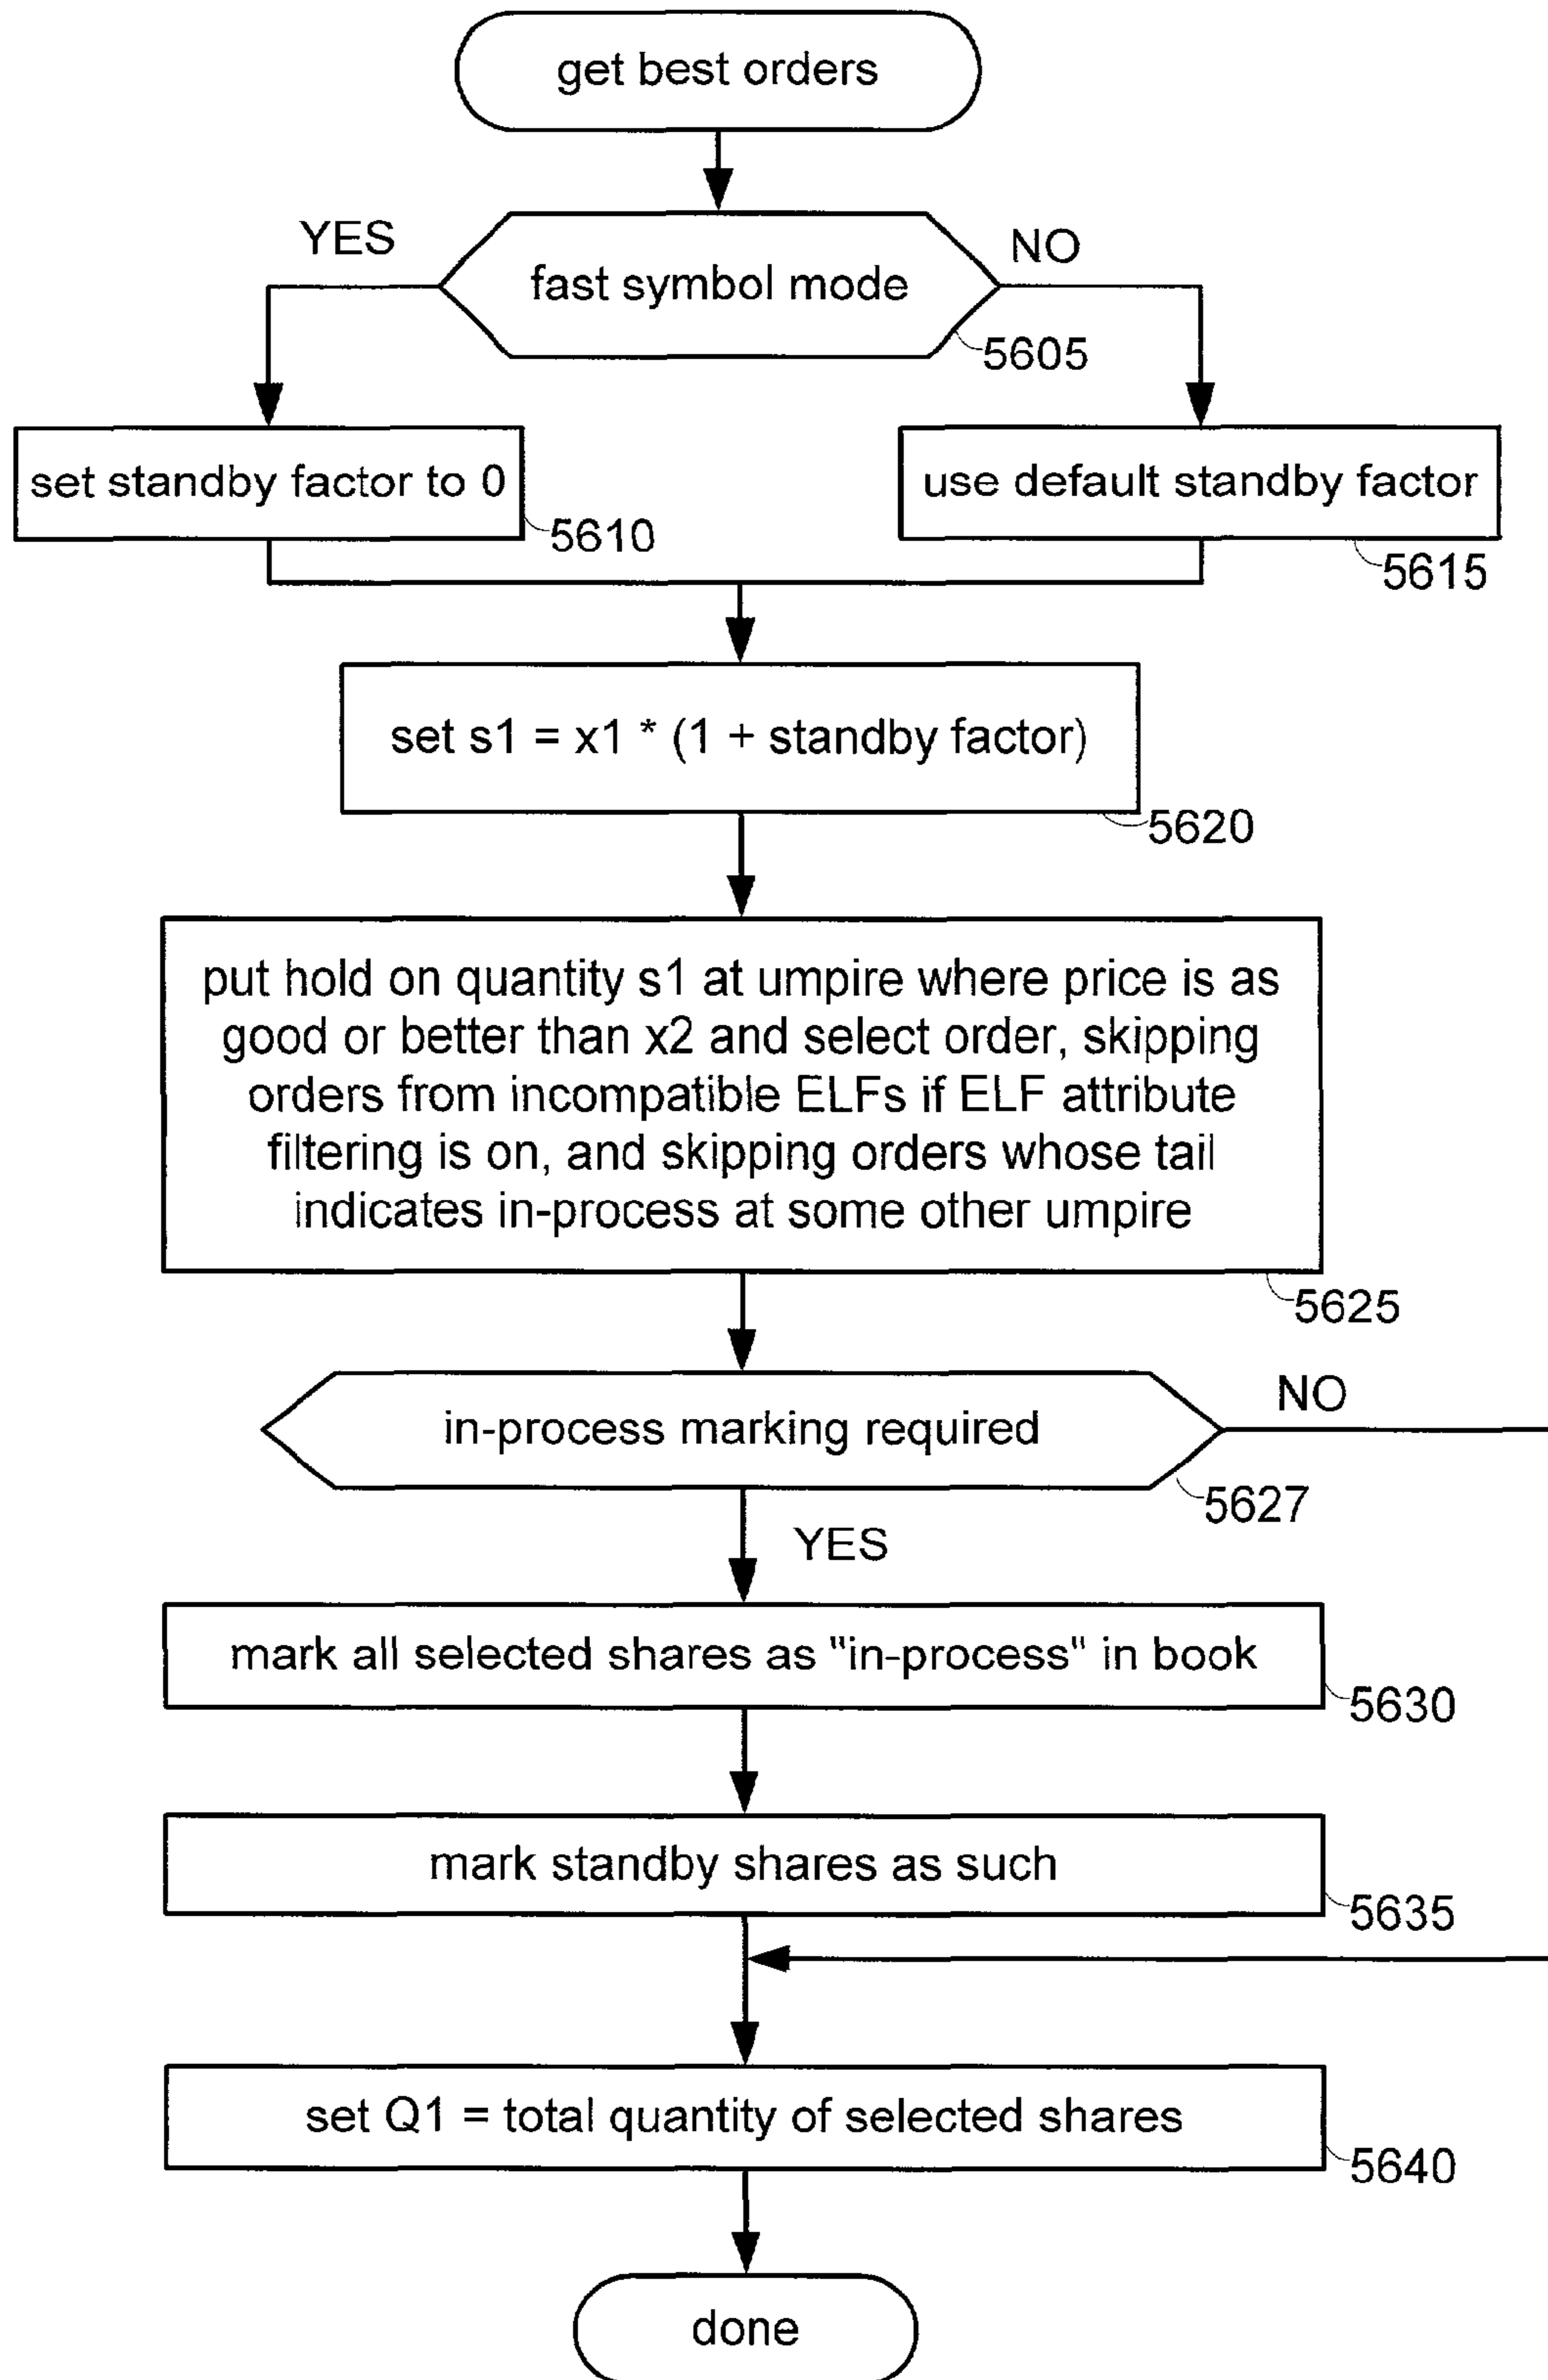 get best orders
YES
NO
fast symbol mode
5605
set standby factor to 0
use default standby factor
5610
5615
set s1 = x1 * (1 + standby factor)
5620
put hold on quantity s1 at umpire where price is as
good or better than x2 and select order, skipping
orders from incompatible ELFs if ELF attribute
filtering is on, and skipping orders whose tail
indicates in-process at some other umpire
5625
NO
in-process marking required
5627
YES
mark all selected shares as "in-process" in book
5630
mark standby shares as such
5635
set Q1 = total quantity of selected shares
5640
done